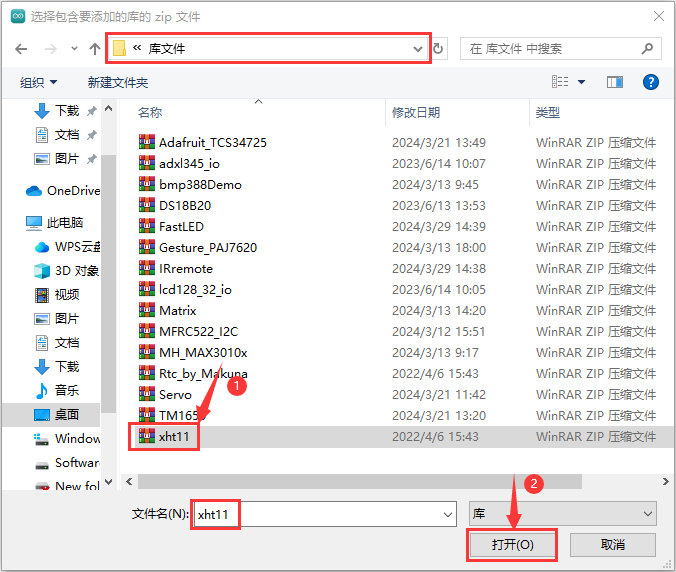 选择包含要添加的库的 zip 文件
« 库文件
在 库文件 中搜索
组织 新建文件夹
名称 修改日期 类型
下载
文档
图片
OneDrive
此电脑
WPS云盘
3D 对象
视频
图片
文档
下载
音乐
桌面
Window
Software
New fol
Adafruit_TCS34725 2024/3/21 13:49 WinRAR ZIP 压缩文件
adxl345_io 2023/6/14 10:07 WinRAR ZIP 压缩文件
bmp388Demo 2024/3/13 9:45 WinRAR ZIP 压缩文件
DS18B20 2023/6/13 13:53 WinRAR ZIP 压缩文件
FastLED 2024/3/29 14:39 WinRAR ZIP 压缩文件
Gesture_PAJ7620 2024/3/13 18:00 WinRAR ZIP 压缩文件
IRremote 2024/3/29 14:38 WinRAR ZIP 压缩文件
lcd128_32_io 2023/6/14 10:05 WinRAR ZIP 压缩文件
Matrix 2024/3/13 14:20 WinRAR ZIP 压缩文件
MFRC522_I2C 2024/3/12 15:51 WinRAR ZIP 压缩文件
MH_MAX3010x 2024/3/13 9:17 WinRAR ZIP 压缩文件
Rtc_by_Makuna 2022/4/6 15:43 WinRAR ZIP 压缩文件
Servo 2024/3/21 11:42 WinRAR ZIP 压缩文件
TM1650 2024/3/21 13:20 WinRAR ZIP 压缩文件
xht11 2022/4/6 15:43 WinRAR ZIP 压缩文件
1
2
文件名(N): xht11 库
打开(O) 取消